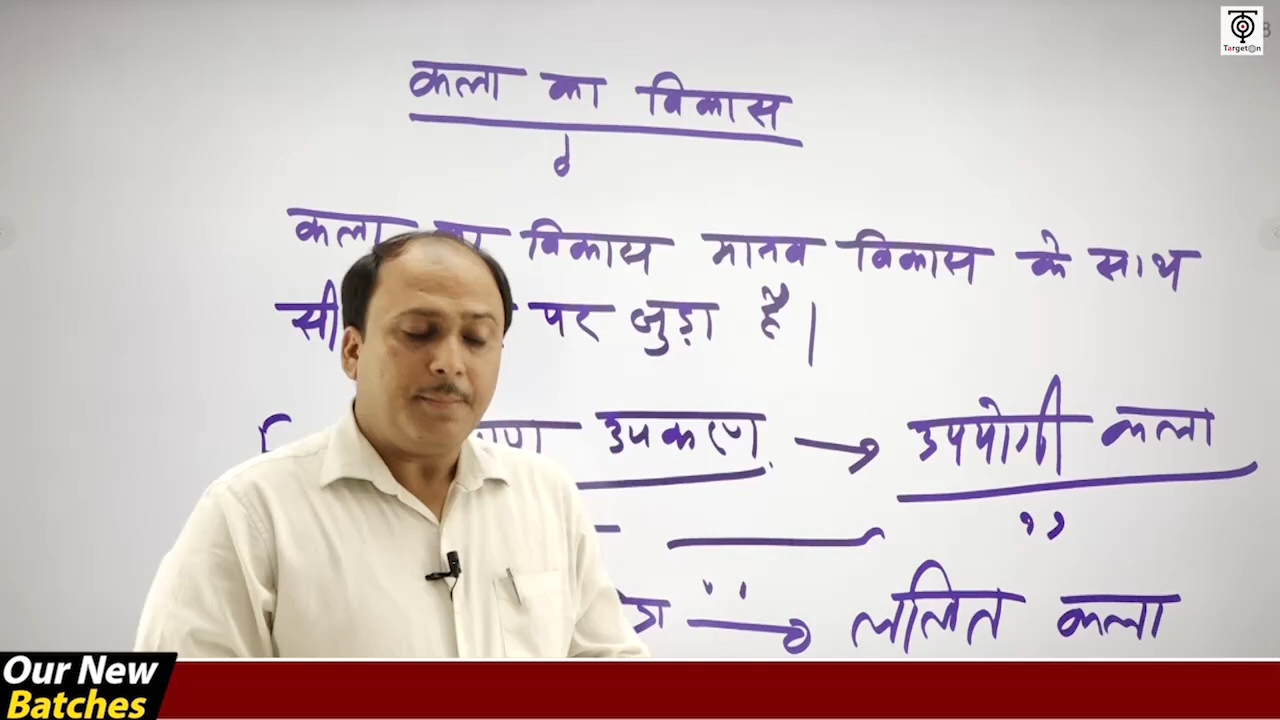 TargetOn
कला का विकास
कला विकास मानव विकास के साथ
पर जुड़ा है।
उपकरण → उपयोगी कला
" → ललित कला
Our New
Batches